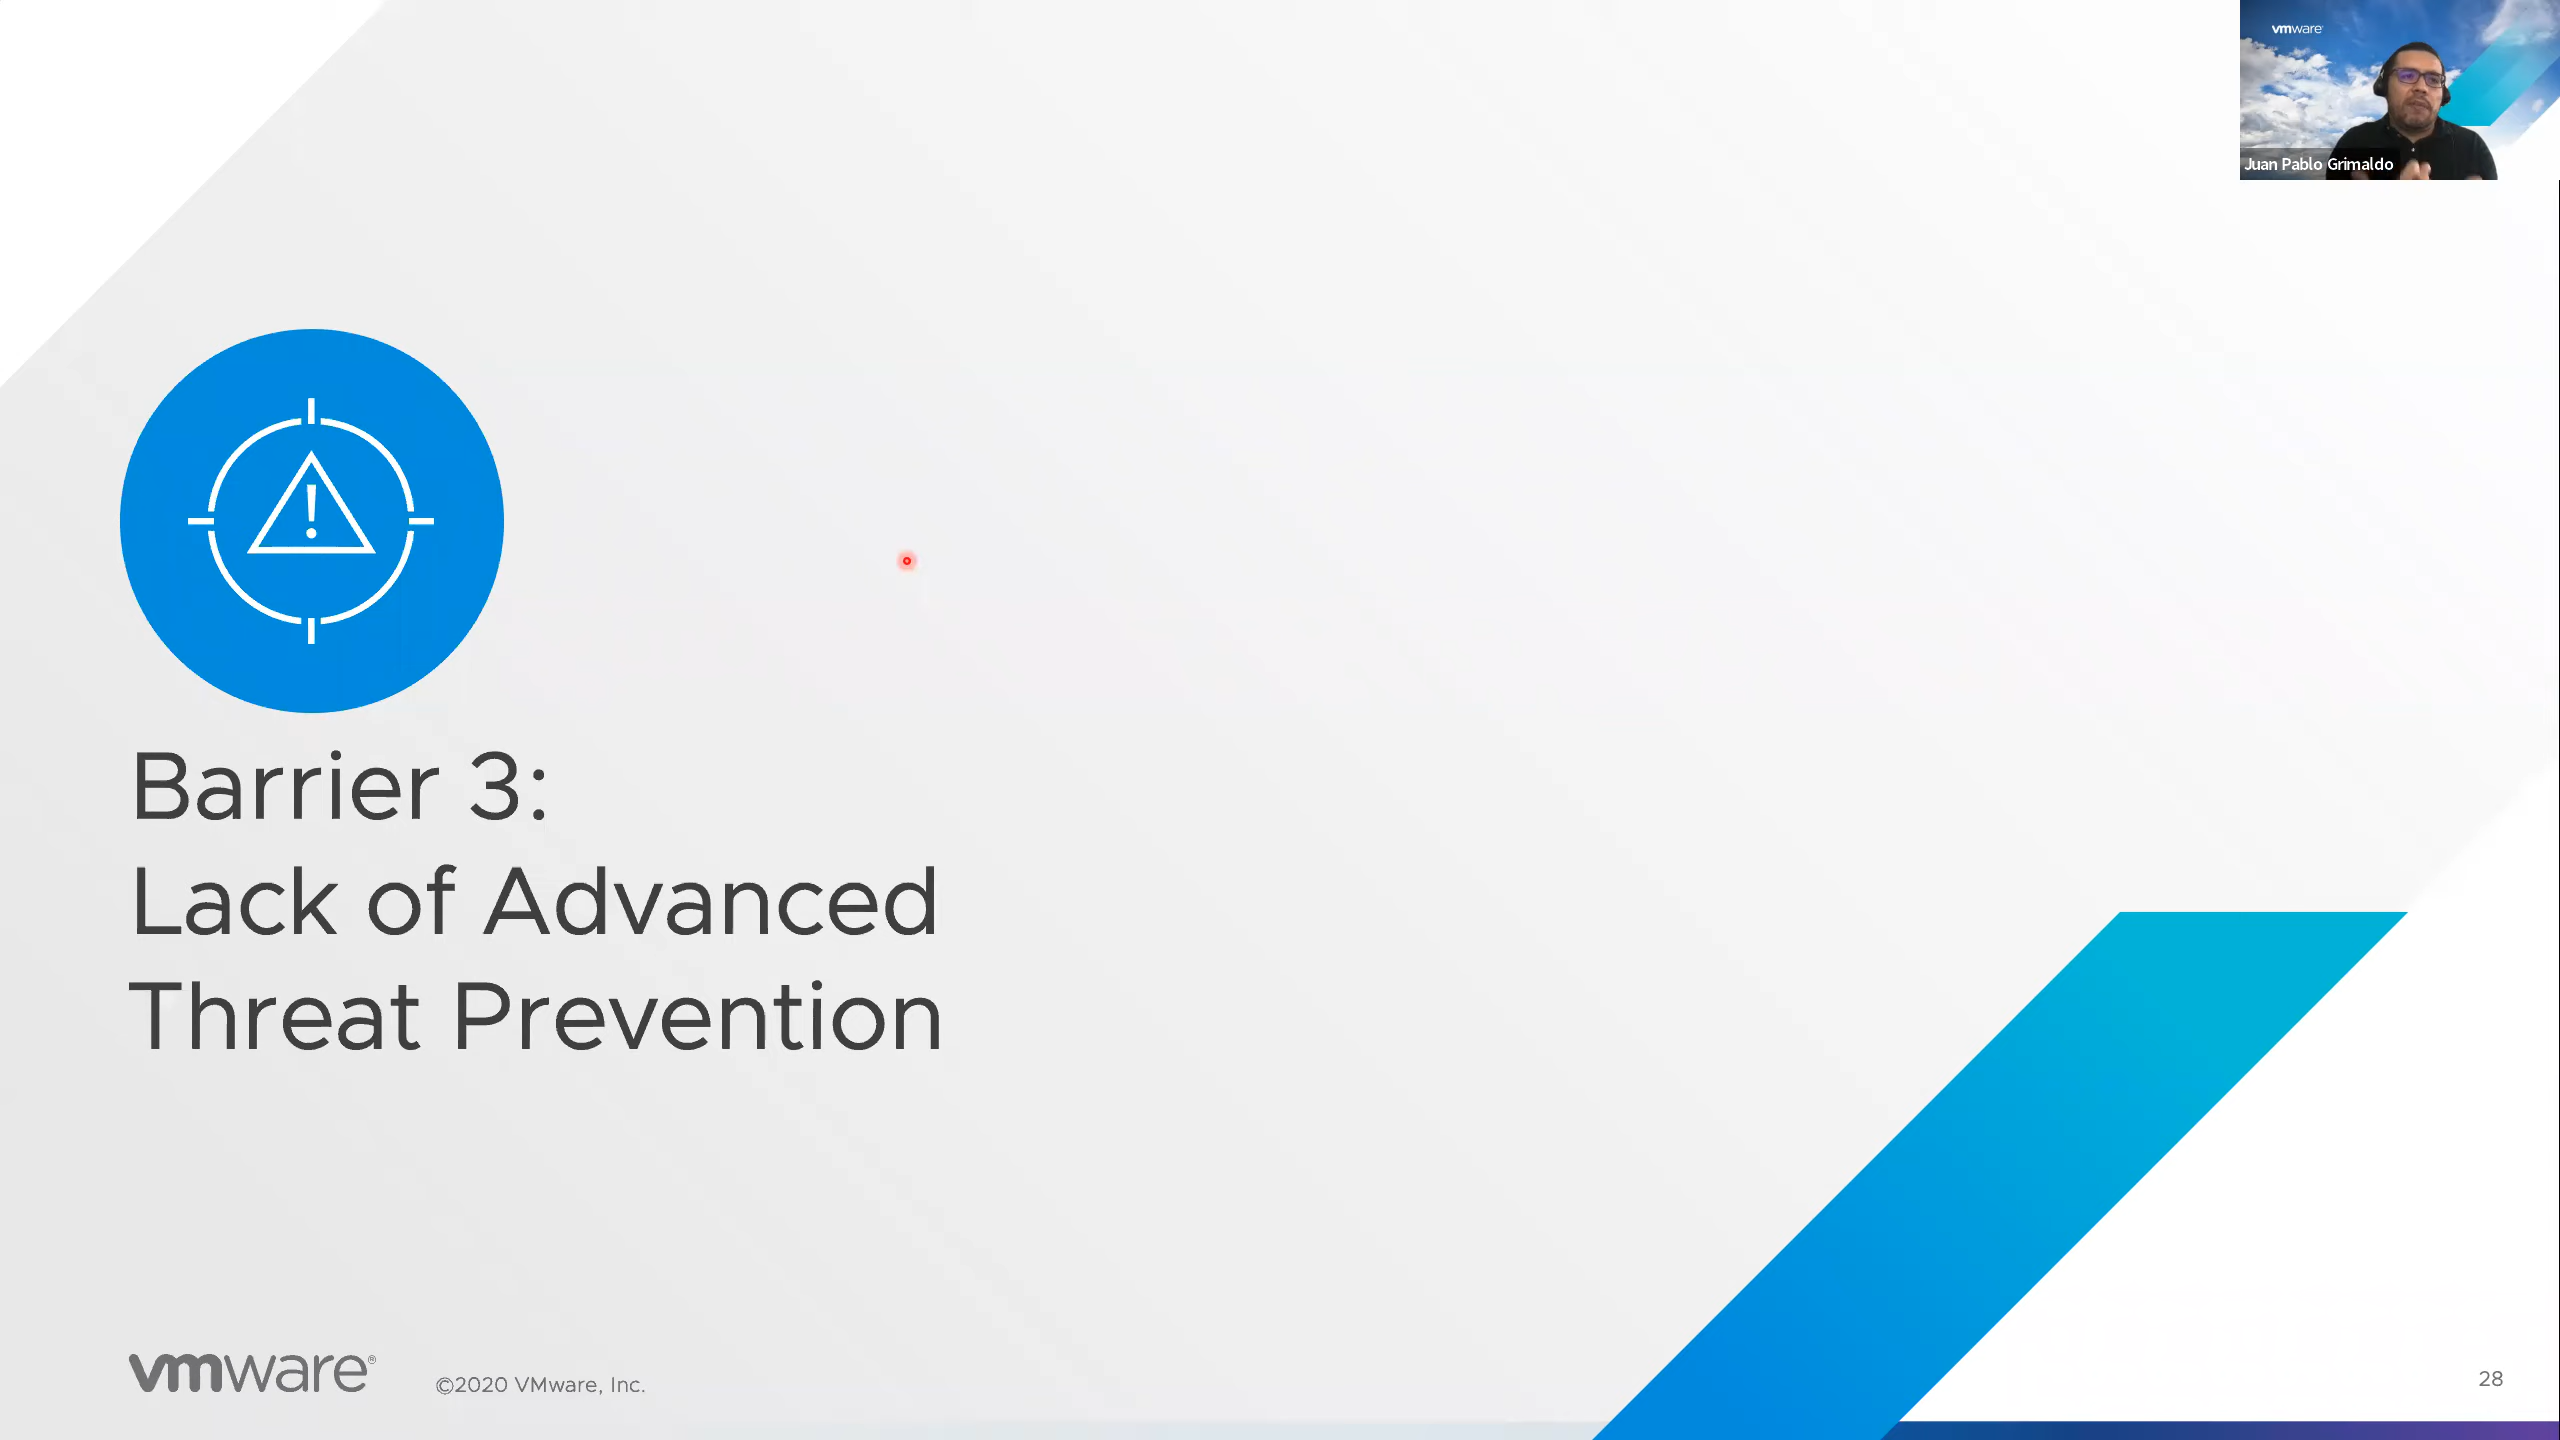 vmware
Juan Pablo Grimaldo
!
Barrier 3:
Lack of Advanced
Threat Prevention
vmware®
©2020 VMware, Inc.
28